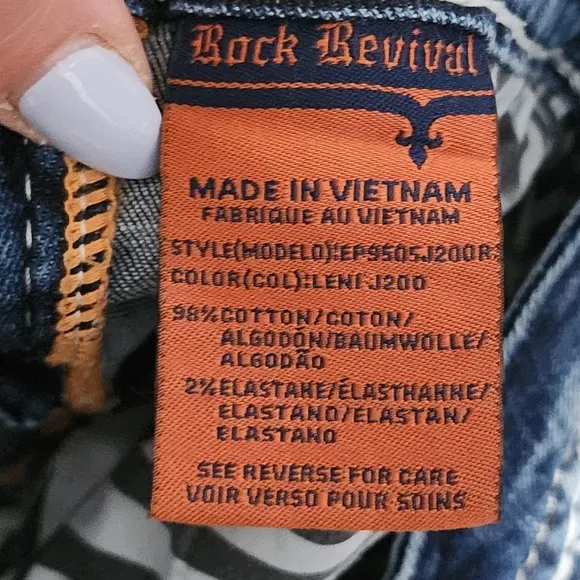 Rock Revival
MADE IN VIETNAM
FABRIQUE AU VIETNAM
STYLE(MODELO):EP9505J200R
COLOR(COL):LENI-J200
98%COTTON/COTON/
ALGODÓN/BAUMWOLLE/
ALGODÃO
2%ELASTANE/ÉLASTHANNE/
ELASTANO/ELASTAN/
ELASTANO
SEE REVERSE FOR CARE
VOIR VERSO POUR SOINS